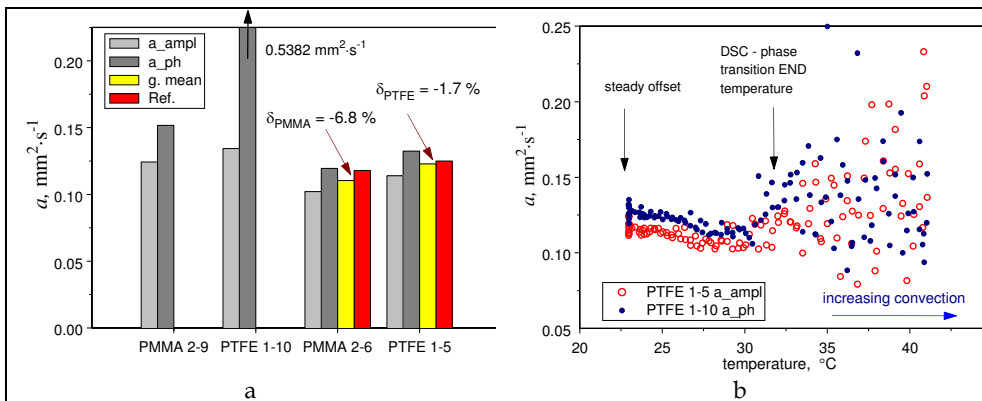 a, mm²·s⁻¹
0.20
0.15
0.10
0.05
0.00
a_ampl
a_ph
g. mean
Ref.
0.5382 mm²·s⁻¹
δPMMA = -6.8 %
δPTFE = -1.7 %
PMMA 2-9 PTFE 1-10 PMMA 2-6 PTFE 1-5
a
a, mm²·s⁻¹
0.25
0.20
0.15
0.10
0.05
steady offset
DSC - phase
transition END
temperature
PTFE 1-5 a_ampl
PTFE 1-10 a_ph
increasing convection
20 25 30 35 40
temperature, °C
b